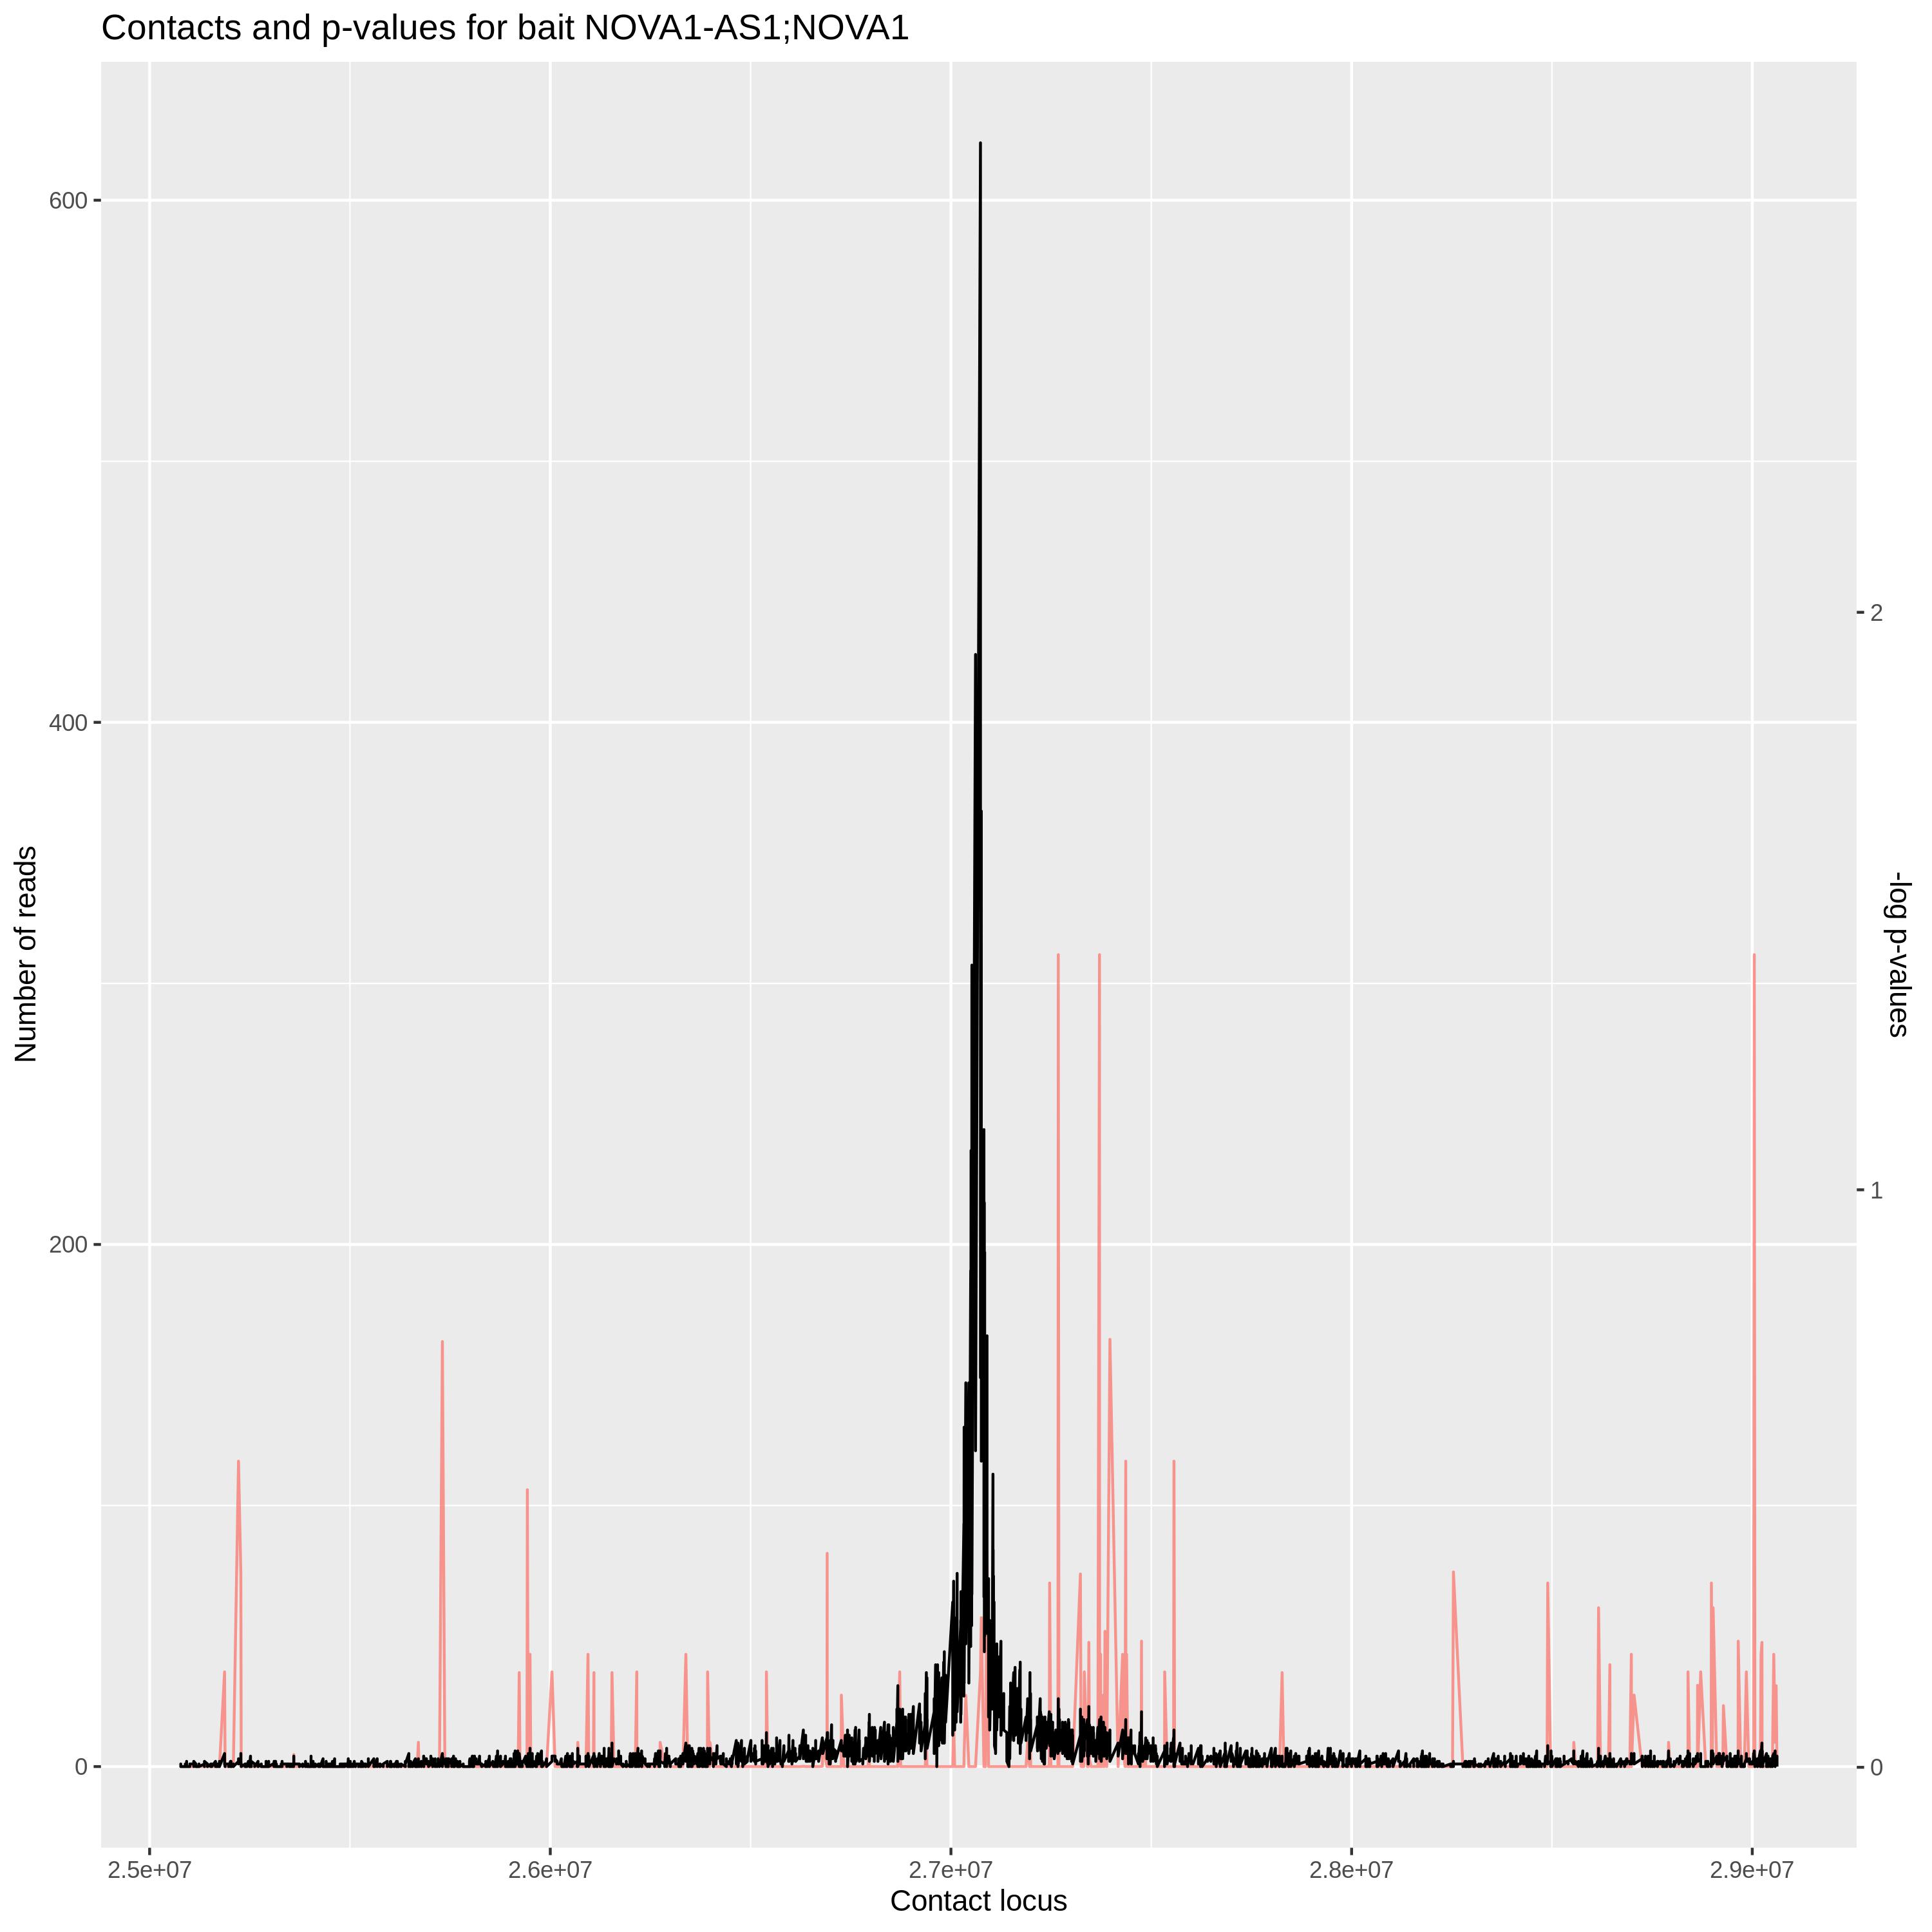 Contacts and p-values for bait NOVA1-AS1;NOVA1
600
400
200
0
Number of reads
2
1
0
-log p-values
2.5e+07
2.6e+07
2.7e+07
2.8e+07
2.9e+07
Contact locus